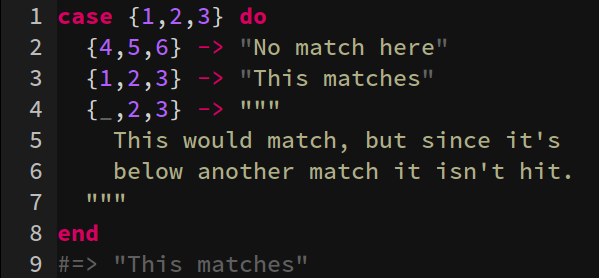 1 case {1,2,3} do
2   {4,5,6} -> "No match here"
3   {1,2,3} -> "This matches"
4   {_,2,3} -> """
5     This would match, but since it's
6     below another match it isn't hit.
7   """
8 end
9 #=> "This matches"